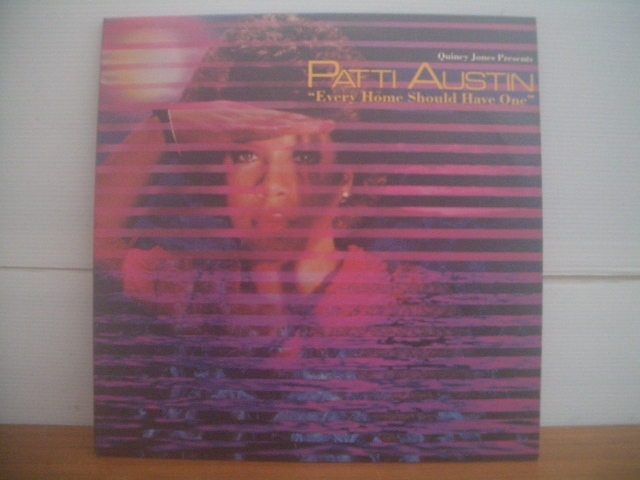 Quincy Jones Presents
PATTI AUSTIN
"Every Home Should Have One"